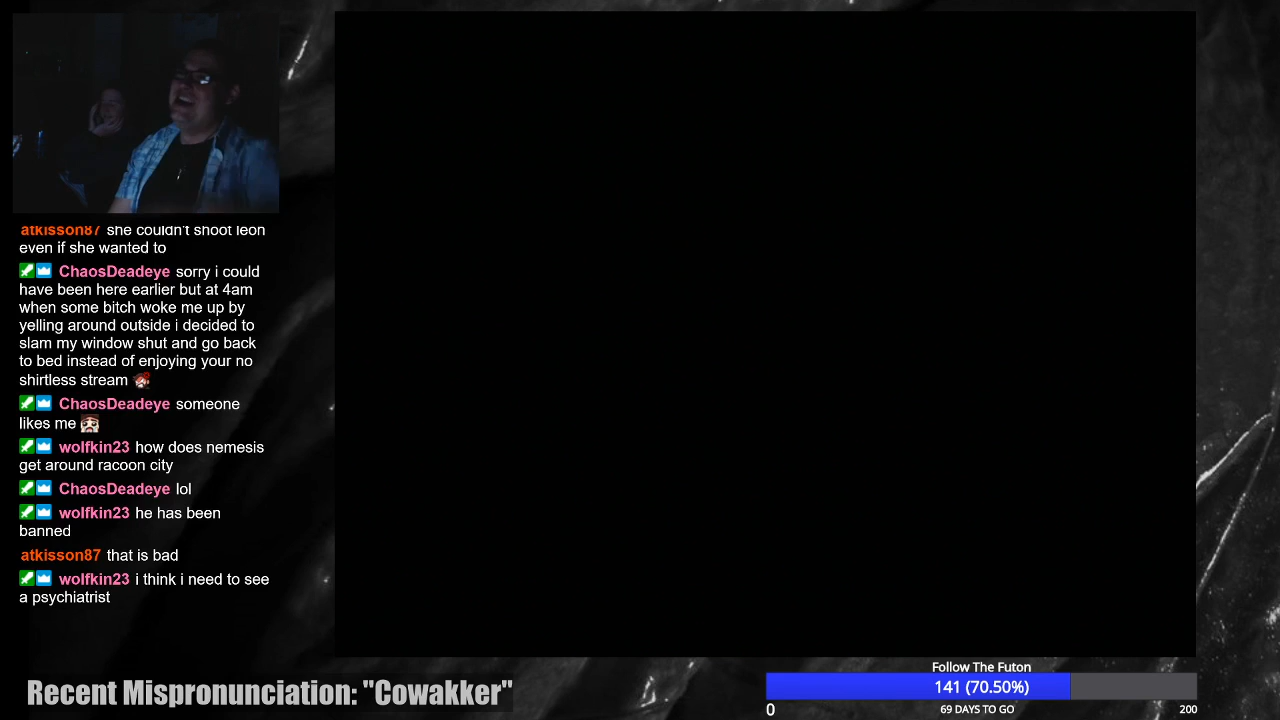 atkisson87 she couldn't shoot leon
even if she wanted to
ChaosDeadeye sorry i could
have been here earlier but at 4am
when some bitch woke me up by
yelling around outside i decided to
slam my window shut and go back
to bed instead of enjoying your no
shirtless stream
ChaosDeadeye someone
likes me
wolfkin23 how does nemesis
get around racoon city
ChaosDeadeye lol
wolfkin23 he has been
banned
atkisson87 that is bad
wolfkin23 i think i need to see
a psychiatrist
Recent Mispronunciation: "Cowakker"
Follow The Futon
141 (70.50%)
0 69 DAYS TO GO 200